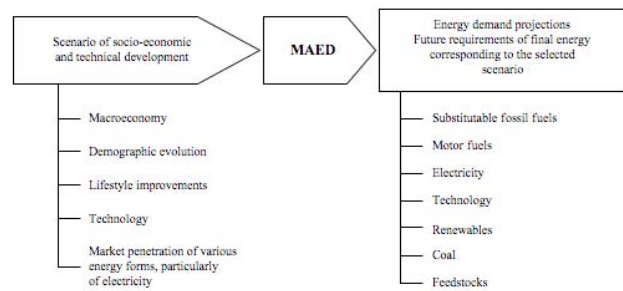 Scenario of socio-economic
and technical development
MAED
Energy demand projections
Future requirements of final energy
corresponding to the selected
scenario
Macroeconomy
Demographic evolution
Lifestyle improvements
Technology
Market penetration of various
energy forms, particularly
of electricity
Substitutable fossil fuels
Motor fuels
Electricity
Technology
Renewables
Coal
Feedstocks